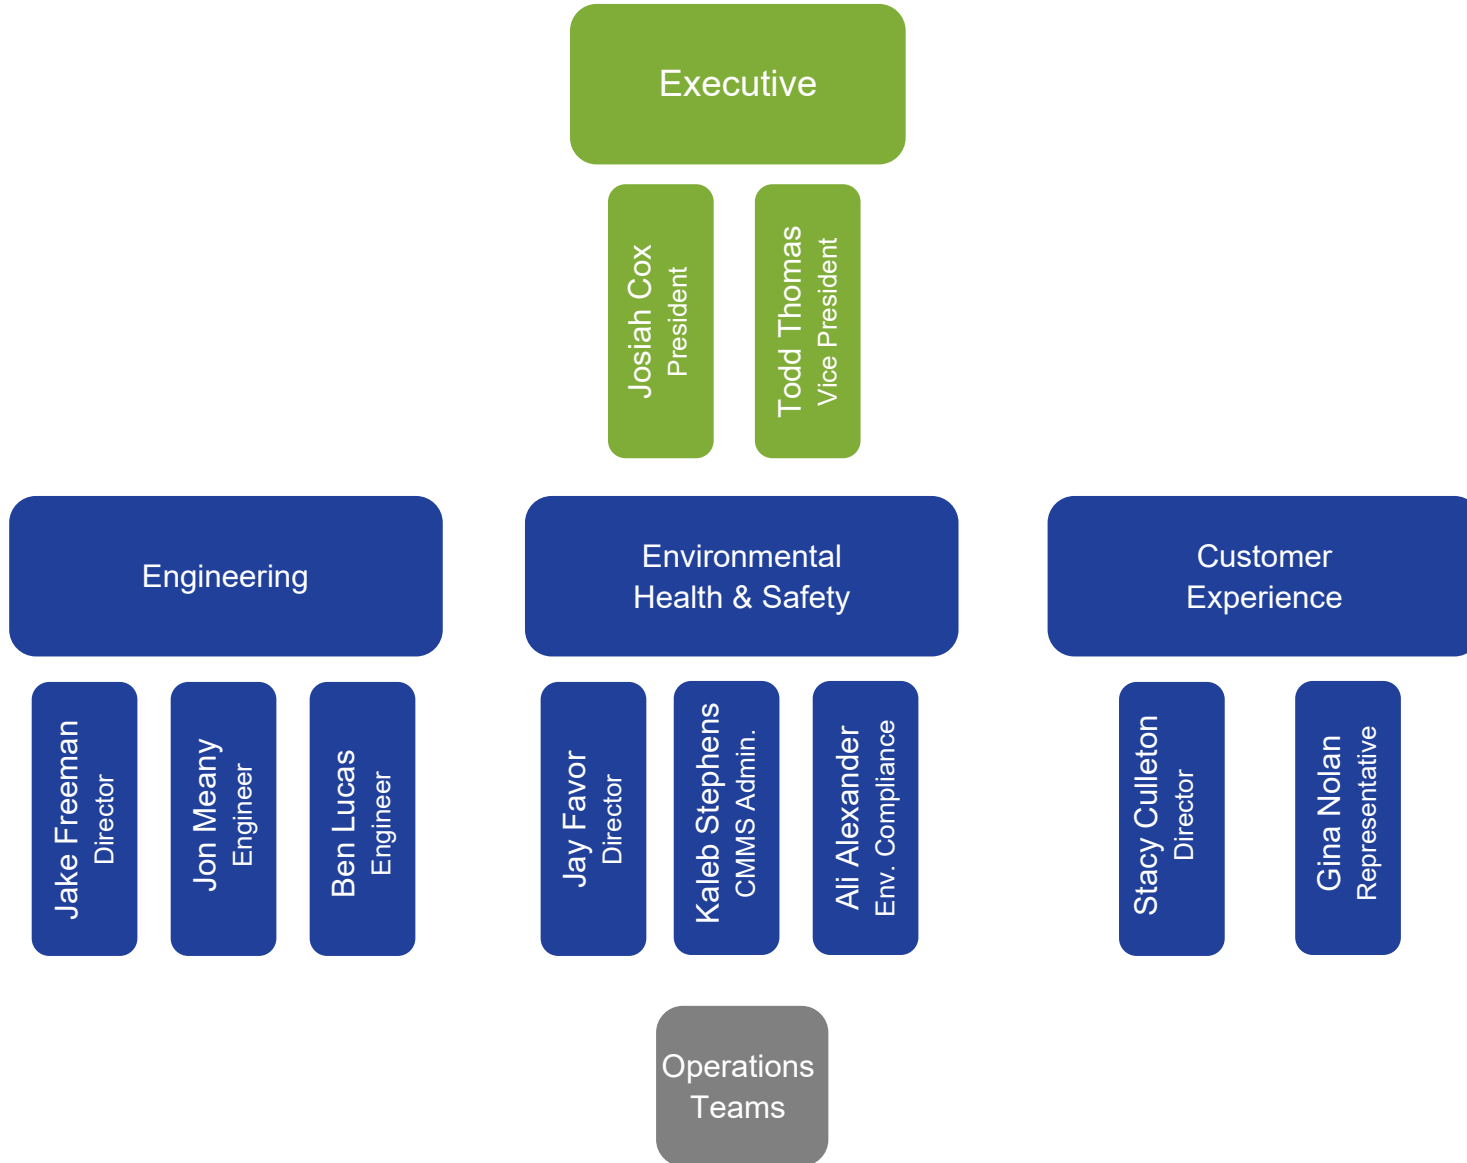 Executive
Josiah Cox
President
Todd Thomas
Vice President
Engineering
Jake Freeman
Director
Jon Meany
Engineer
Ben Lucas
Engineer
Environmental
Health & Safety
Jay Favor
Director
Kaleb Stephens
CMMS Admin.
Ali Alexander
Env. Compliance
Customer
Experience
Stacy Culleton
Director
Gina Nolan
Representative
Operations
Teams